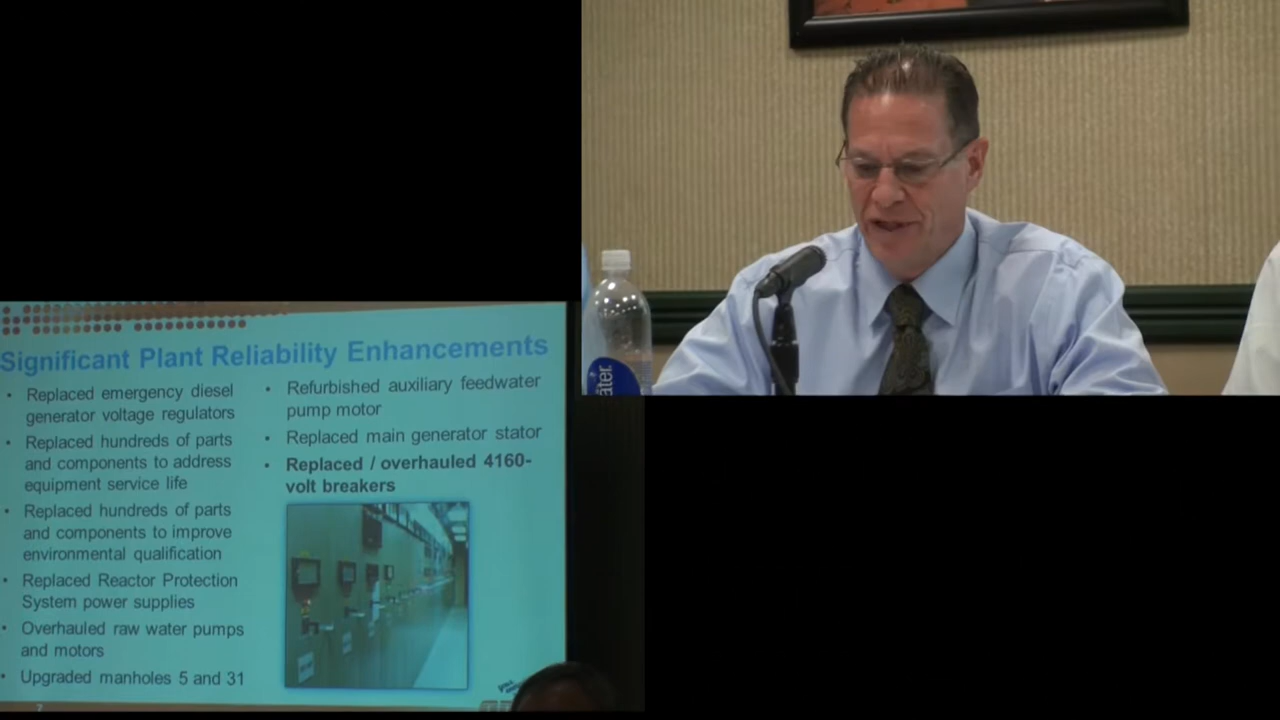 Significant Plant Reliability Enhancements
• Replaced emergency diesel
generator voltage regulators
• Replaced hundreds of parts
and components to address
equipment service life
• Replaced hundreds of parts
and components to improve
environmental qualification
• Replaced Reactor Protection
System power supplies
• Overhauled raw water pumps
and motors
• Upgraded manholes 5 and 31
• Refurbished auxiliary feedwater
pump motor
• Replaced main generator stator
• Replaced / overhauled 4160-
volt breakers
7